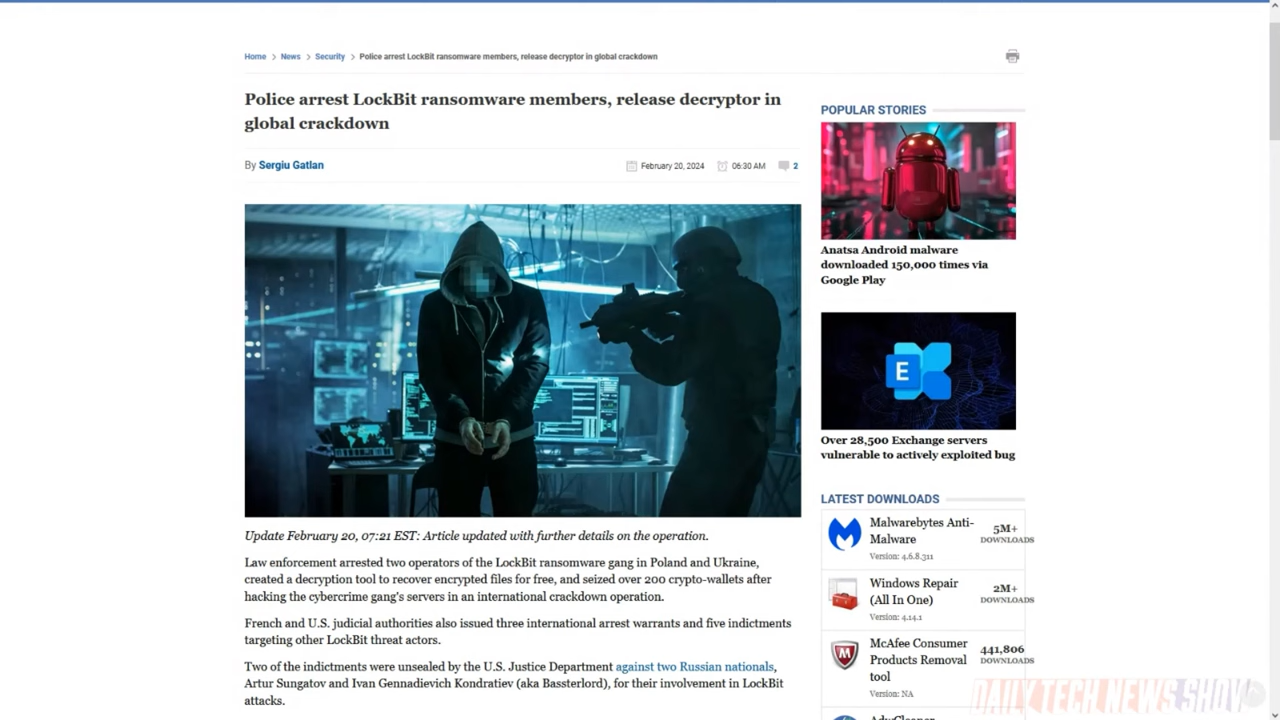 Home > News > Security > Police arrest LockBit ransomware members, release decryptor in global crackdown
Police arrest LockBit ransomware members, release decryptor in
global crackdown
By Sergiu Gatlan
February 20, 2024
06:30 AM
2
Update February 20, 07:21 EST: Article updated with further details on the operation.
Law enforcement arrested two operators of the LockBit ransomware gang in Poland and Ukraine,
created a decryption tool to recover encrypted files for free, and seized over 200 crypto-wallets after
hacking the cybercrime gang's servers in an international crackdown operation.
French and U.S. judicial authorities also issued three international arrest warrants and five indictments
targeting other LockBit threat actors.
Two of the indictments were unsealed by the U.S. Justice Department against two Russian nationals,
Artur Sungatov and Ivan Gennadievich Kondratiev (aka Bassterlord), for their involvement in LockBit
attacks.
POPULAR STORIES
Anatsa Android malware
downloaded 150,000 times via
Google Play
E
Over 28,500 Exchange servers
vulnerable to actively exploited bug
LATEST DOWNLOADS
Malwarebytes Anti-
Malware
Version: 4.6.8.311
5M+
DOWNLOADS
Windows Repair
(All In One)
Version: 4.14.1
2M+
DOWNLOADS
McAfee Consumer
Products Removal
tool
Version: NA
441,806
DOWNLOADS
AdwCleaner
DAILY TECH NEWS SHOW